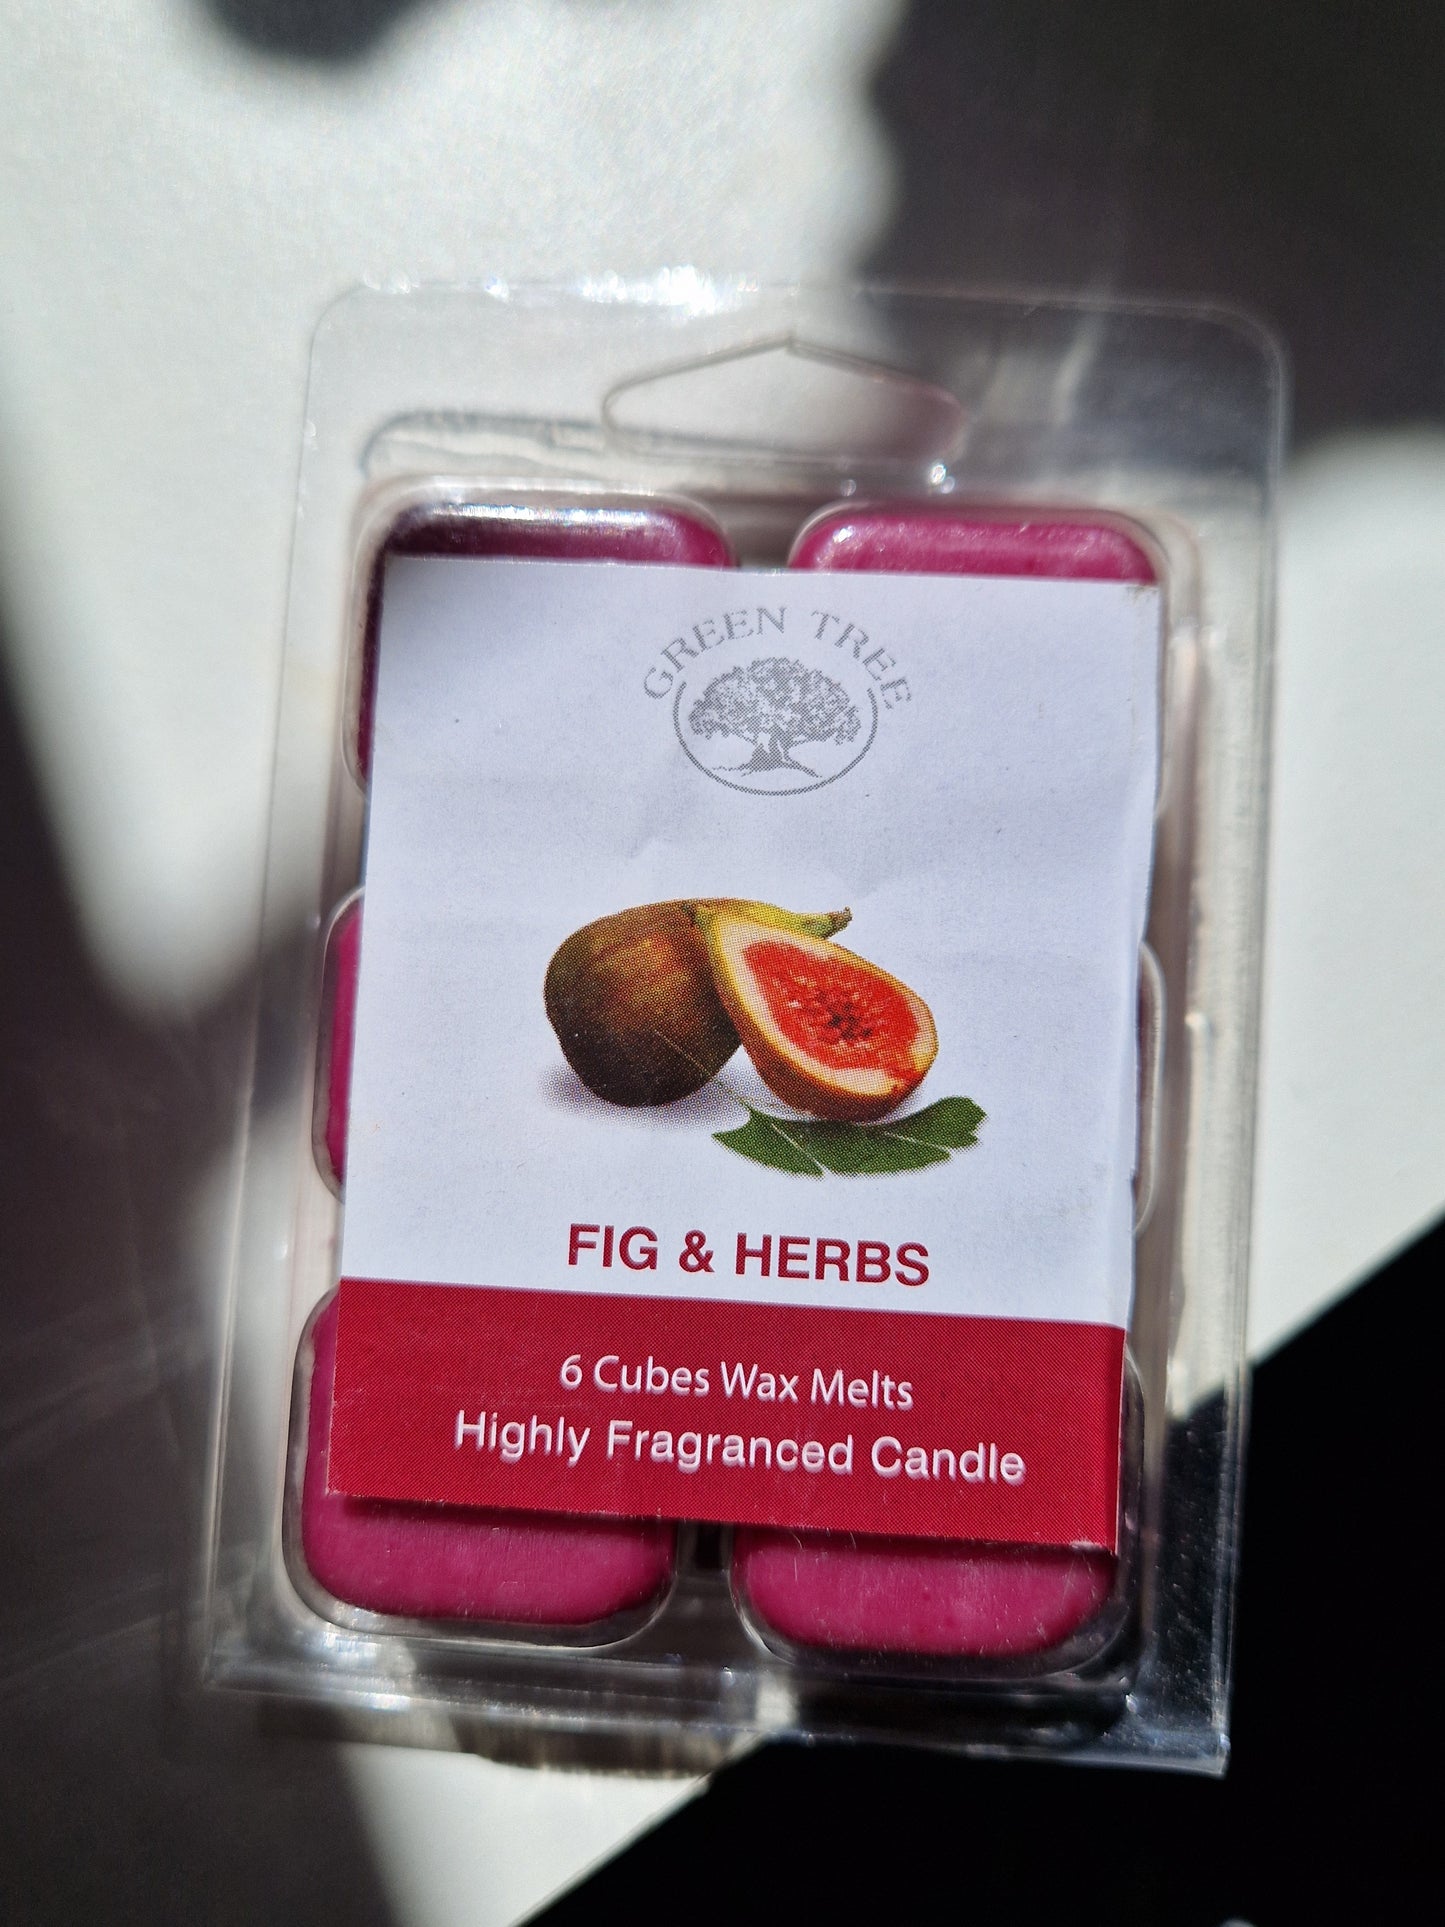 GREEN TREE
FIG & HERBS
6 Cubes Wax Melts
Highly Fragranced Candle